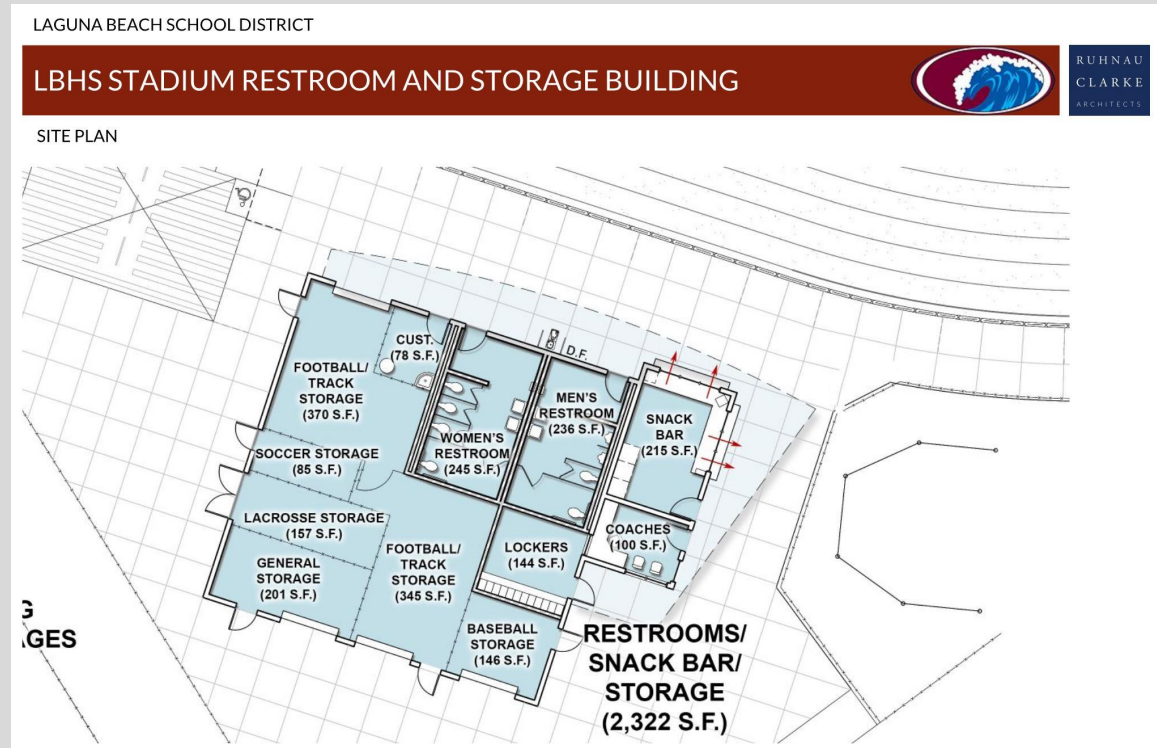 LAGUNA BEACH SCHOOL DISTRICT
LBHS STADIUM RESTROOM AND STORAGE BUILDING
RUHNAU
CLARKE
ARCHITECTS
SITE PLAN
CUST.
(78 S.F.)
D.F.
FOOTBALL/
TRACK
STORAGE
(370 S.F.)
MEN'S
RESTROOM
(236 S.F.)
SNACK
BAR
(215 S.F.)
WOMEN'S
RESTROOM
(245 S.F.)
SOCCER STORAGE
(85 S.F.)
LACROSSE STORAGE
(157 S.F.)
COACHES
(100 S.F.)
FOOTBALL/
TRACK
STORAGE
(345 S.F.)
LOCKERS
(144 S.F.)
GENERAL
STORAGE
(201 S.F.)
BASEBALL
STORAGE
(146 S.F.)
G
AGES
RESTROOMS/
SNACK BAR/
STORAGE
(2,322 S.F.)